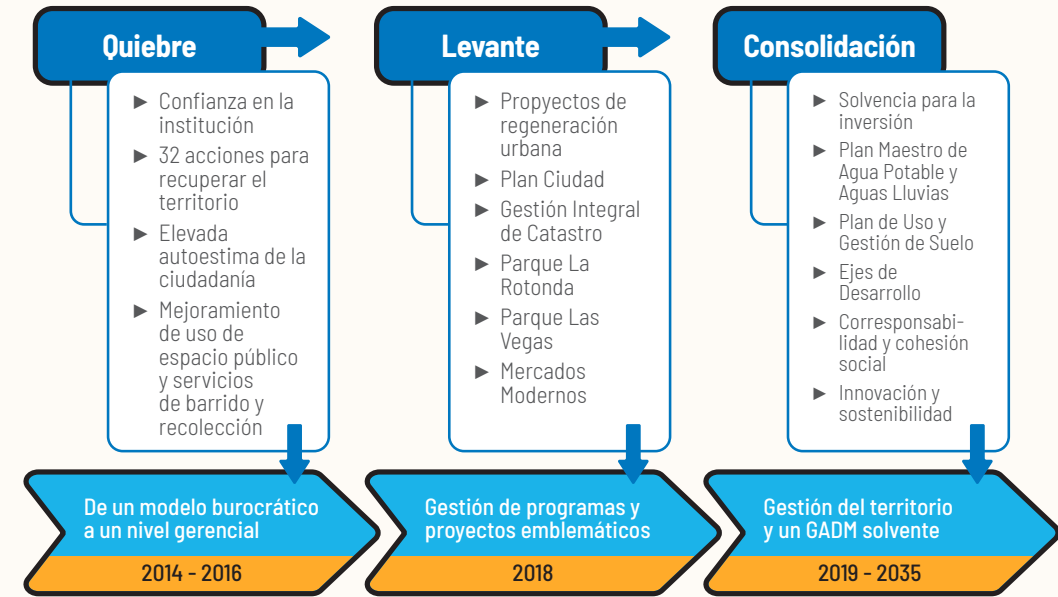 Quiebre
► Confianza en la
institución
► 32 acciones para
recuperar el
territorio
► Elevada
autoestima de la
ciudadanía
► Mejoramiento
de uso de
espacio público
y servicios
de barrido y
recolección
De un modelo burocrático
a un nivel gerencial
2014 - 2016
Levante
► Propyectos de
regeneración
urbana
► Plan Ciudad
► Gestión Integral
de Catastro
► Parque La
Rotonda
► Parque Las
Vegas
► Mercados
Modernos
Gestión de programas y
proyectos emblemáticos
2018
Consolidación
► Solvencia para la
inversión
► Plan Maestro de
Agua Potable y
Aguas Lluvias
► Plan de Uso y
Gestión de Suelo
► Ejes de
Desarrollo
► Corresponsabi-
lidad y cohesión
social
► Innovación y
sostenibilidad
Gestión del territorio
y un GADM solvente
2019 - 2035